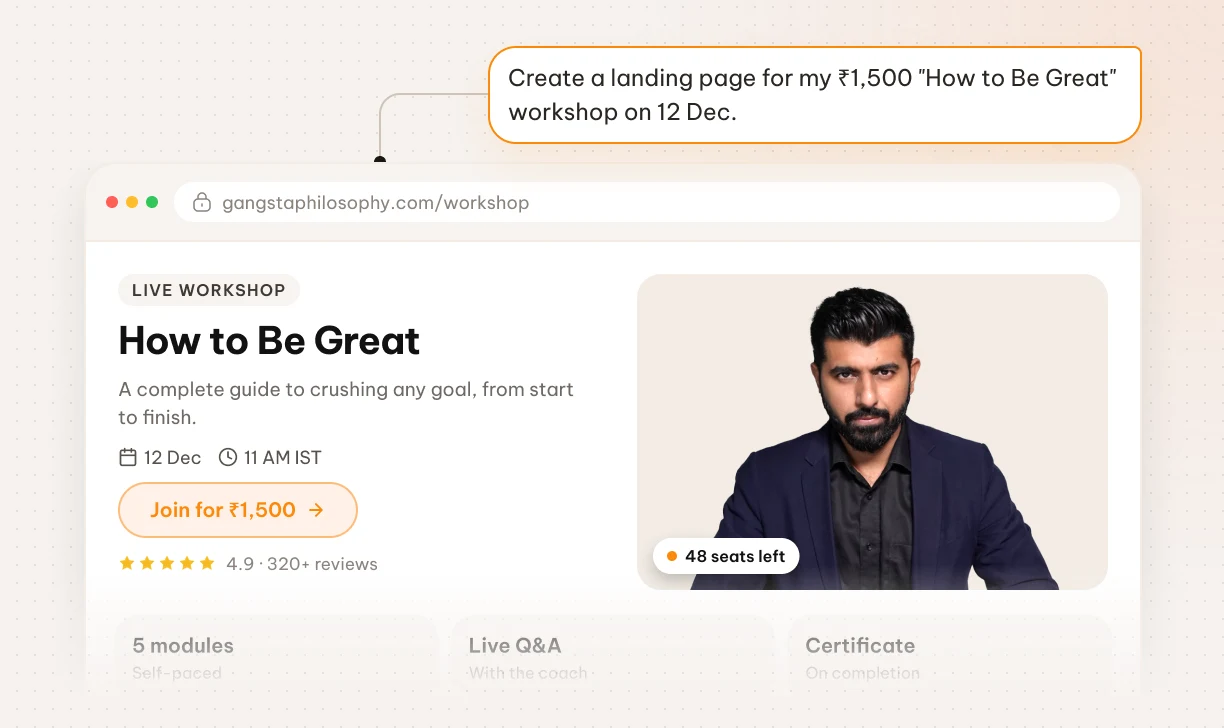 Create a landing page for my ₹1,500 "How to Be Great"
workshop on 12 Dec.
gangstaphilosophy.com/workshop
LIVE WORKSHOP
How to Be Great
A complete guide to crushing any goal, from start
to finish.
12 Dec 11 AM IST
Join for ₹1,500 →
4.9 · 320+ reviews
48 seats left
5 modules
Self-paced
Live Q&A
With the coach
Certificate
On completion